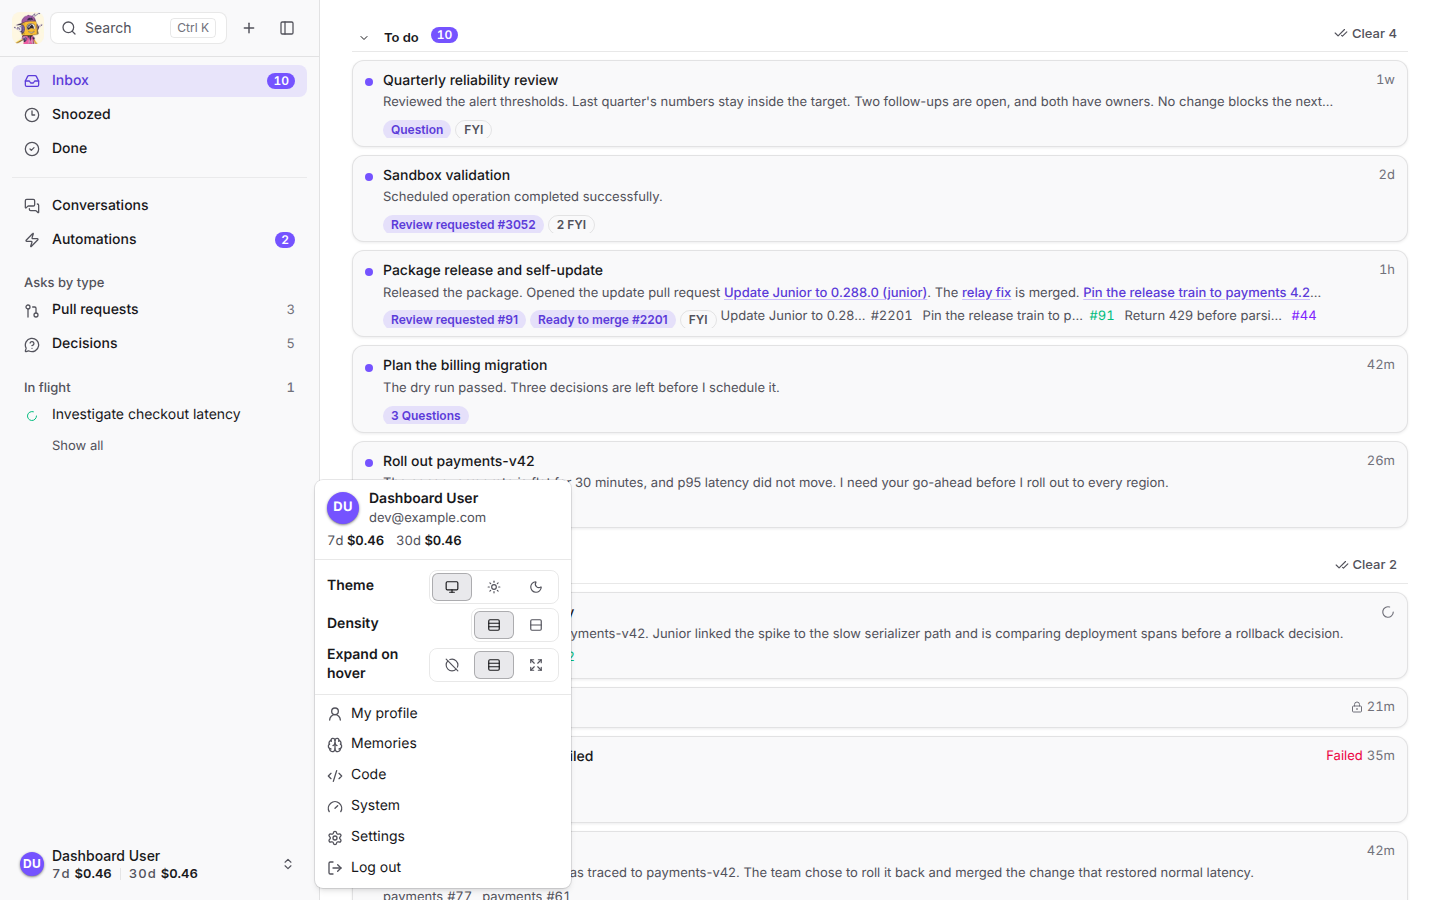 Search
Ctrl K
Inbox
10
Snoozed
Done
Conversations
Automations
2
Asks by type
Pull requests
3
Decisions
5
In flight
1
Investigate checkout latency
Show all
DU
Dashboard User
7d $0.46
30d $0.46
To do
10
Clear 4
Quarterly reliability review
1w
Reviewed the alert thresholds. Last quarter's numbers stay inside the target. Two follow-ups are open, and both have owners. No change blocks the next...
Question
FYI
Sandbox validation
2d
Scheduled operation completed successfully.
Review requested #3052
2 FYI
Package release and self-update
1h
Released the package. Opened the update pull request Update Junior to 0.288.0 (junior). The relay fix is merged. Pin the release train to payments 4.2...
Review requested #91
Ready to merge #2201
FYI
Update Junior to 0.28... #2201
Pin the release train to p... #91
Return 429 before parsi... #44
Plan the billing migration
42m
The dry run passed. Three decisions are left before I schedule it.
3 Questions
Roll out payments-v42
26m
30 minutes, and p95 latency did not move. I need your go-ahead before I roll out to every region.
Clear 2
yments-v42. Junior linked the spike to the slow serializer path and is comparing deployment spans before a rollback decision.
21m
iled
Failed 35m
42m
as traced to payments-v42. The team chose to roll it back and merged the change that restored normal latency.
payments #77
payments #61
DU
Dashboard User
dev@example.com
7d $0.46
30d $0.46
Theme
Density
Expand on
hover
My profile
Memories
Code
System
Settings
Log out